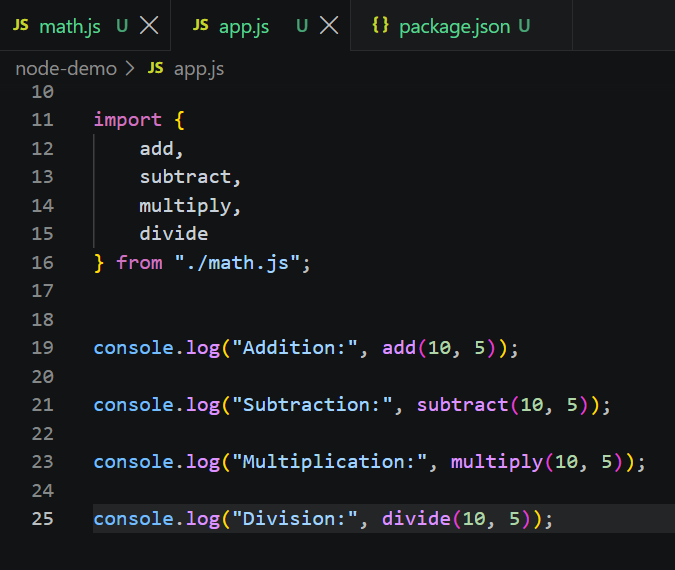 JS math.js U
JS app.js U
{} package.json U
node-demo > JS app.js
10
11 import {
12     add,
13     subtract,
14     multiply,
15     divide
16 } from "./math.js";
17
18
19 console.log("Addition:", add(10, 5));
20
21 console.log("Subtraction:", subtract(10, 5));
22
23 console.log("Multiplication:", multiply(10, 5));
24
25 console.log("Division:", divide(10, 5));